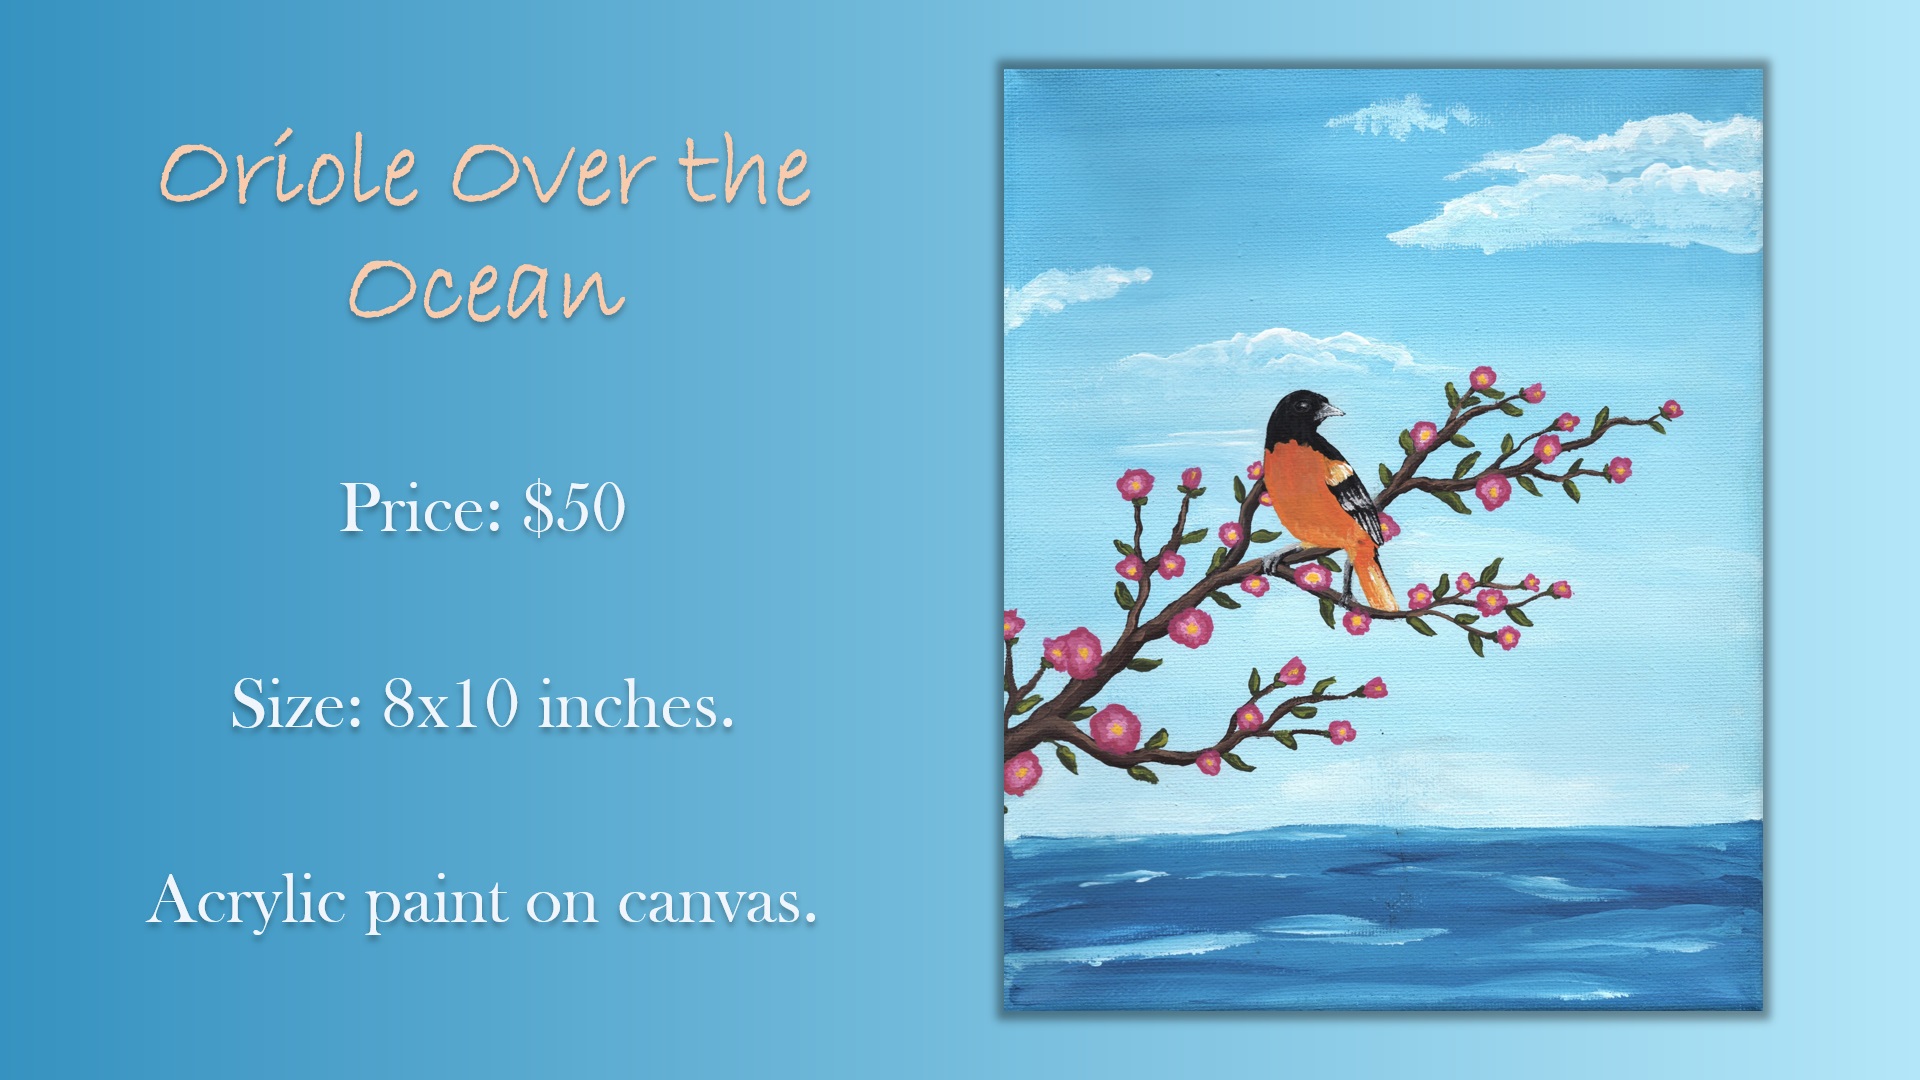 Oriole Over the
Ocean
Price: $50
Size: 8x10 inches.
Acrylic paint on canvas.